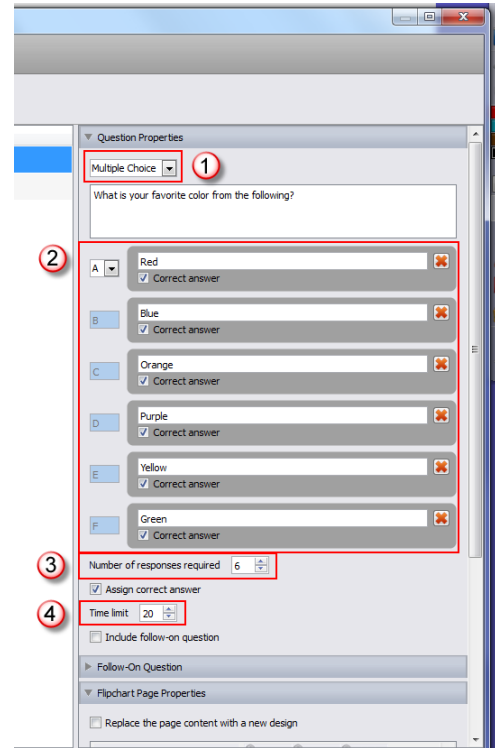 Question Properties
Multiple Choice
1
What is your favorite color from the following?
2
A
Red
Correct answer
B
Blue
Correct answer
C
Orange
Correct answer
D
Purple
Correct answer
E
Yellow
Correct answer
F
Green
Correct answer
3
Number of responses required 6
Assign correct answer
4
Time limit 20
Include follow-on question
Follow-On Question
Flipchart Page Properties
Replace the page content with a new design